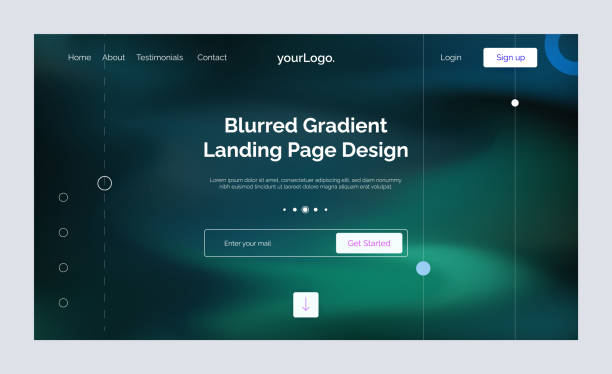 Home About Testimonials Contact yourLogo. Login Sign up
Blurred Gradient
Landing Page Design
Lorem ipsum dolor sit amet, consectetuer adipiscing elit, sed diam
nonummy nibh euismod tincidunt ut laoreet dolore magna aliquam erat volutpat.
Enter your mail Get Started